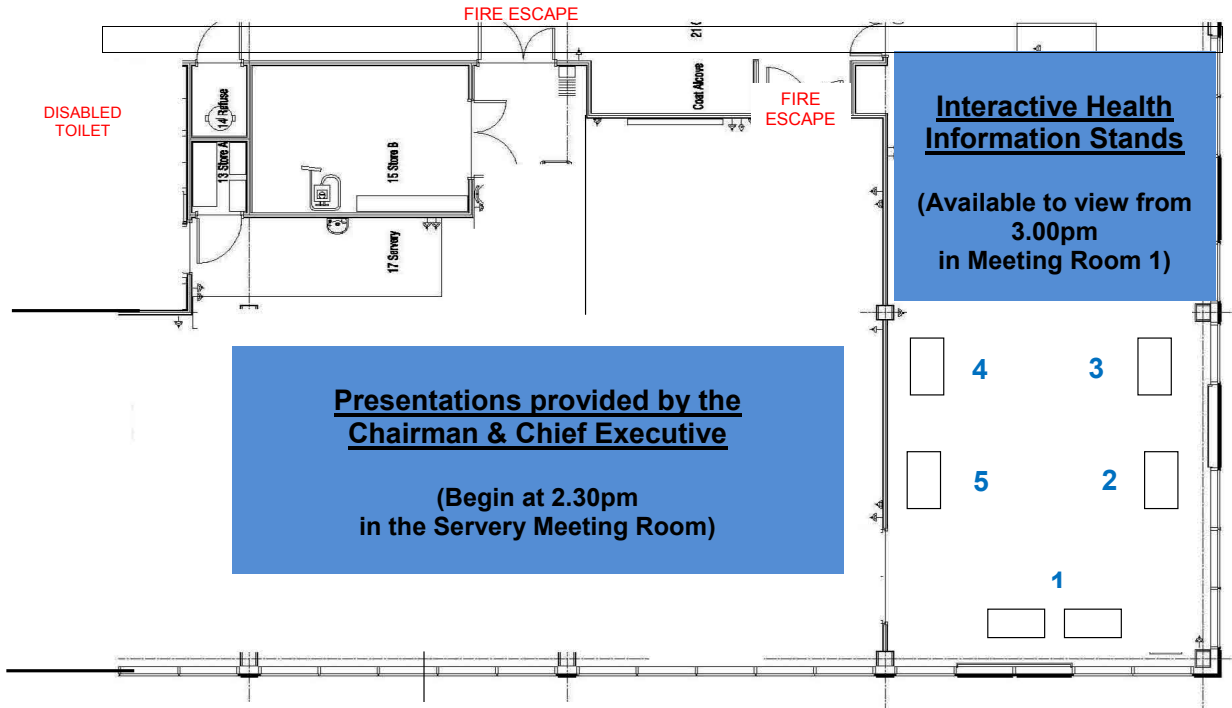 FIRE ESCAPE
21 C
DISABLED
TOILET
14 Refuse
13 Store A
15 Store B
17 Servery
Coat Alcove
FIRE
ESCAPE
Interactive Health
Information Stands
(Available to view from
3.00pm
in Meeting Room 1)
Presentations provided by the
Chairman & Chief Executive
(Begin at 2.30pm
in the Servery Meeting Room)
4
3
5
2
1